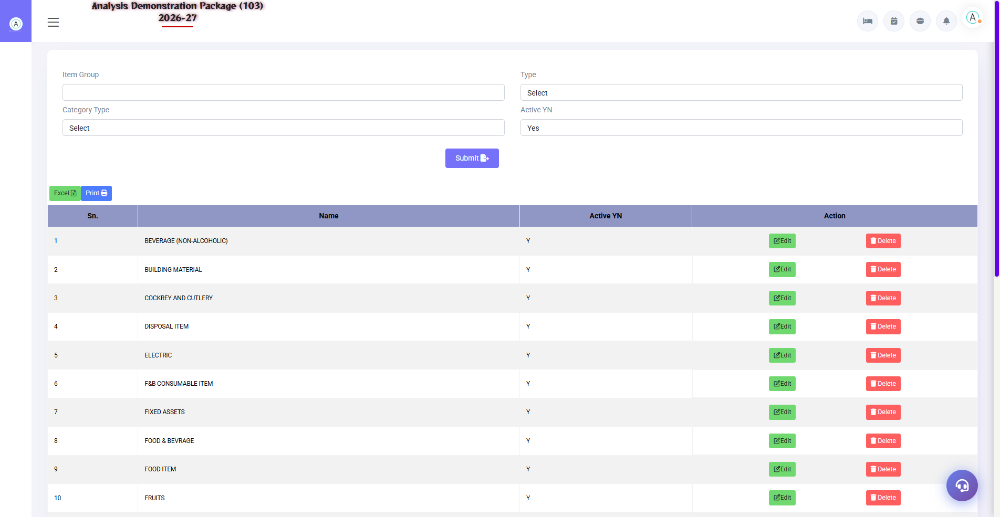 Analysis Demonstration Package (103)
2026-27
A
A
Item Group
Type
Select
Category Type
Active YN
Select
Yes
Submit
Excel Print
Sn. Name Active YN Action
1 BEVERAGE (NON-ALCOHOLIC) Y Edit Delete
2 BUILDING MATERIAL Y Edit Delete
3 COCKREY AND CUTLERY Y Edit Delete
4 DISPOSAL ITEM Y Edit Delete
5 ELECTRIC Y Edit Delete
6 F&B CONSUMABLE ITEM Y Edit Delete
7 FIXED ASSETS Y Edit Delete
8 FOOD & BEVRAGE Y Edit Delete
9 FOOD ITEM Y Edit Delete
10 FRUITS Y Edit Delete